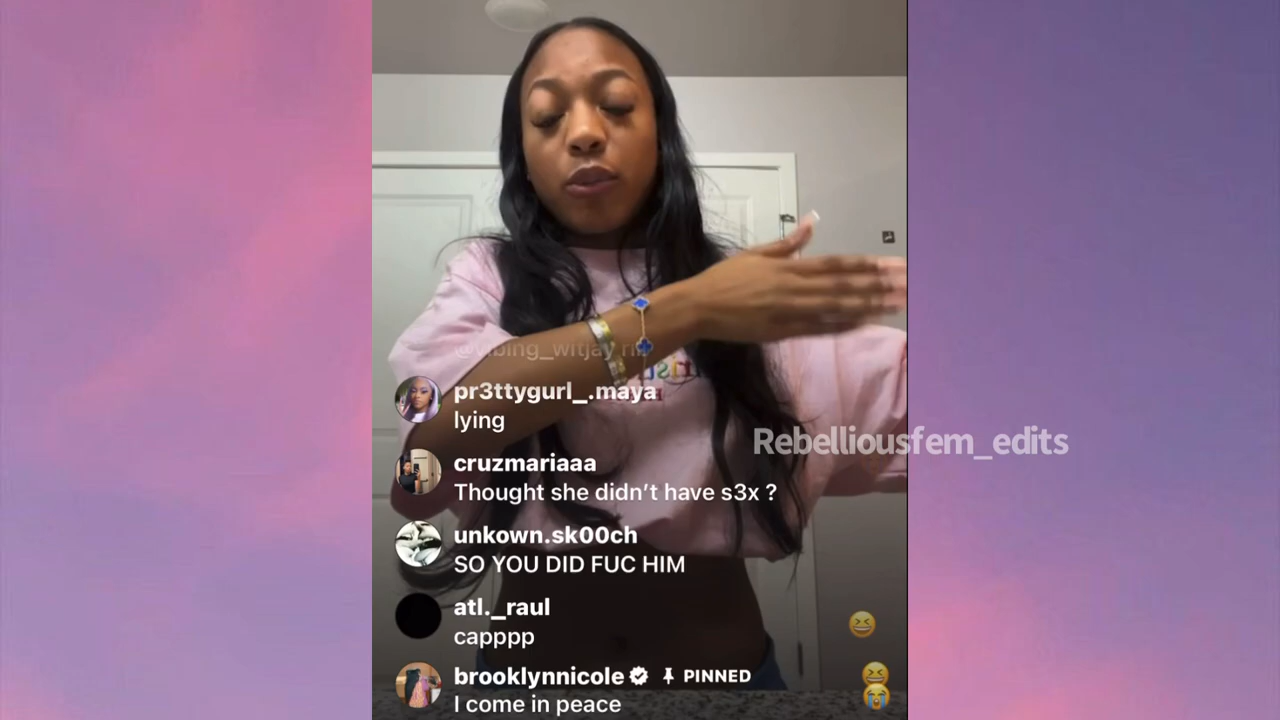 @vibing_witjay
pr3ttygurl_.maya
lying
cruzmariaaa
Thought she didn’t have s3x ?
Rebelliousfem_edits
unkown.sk00ch
SO YOU DID FUC HIM
atl._raul
capppp
brooklynnicole PINNED
I come in peace